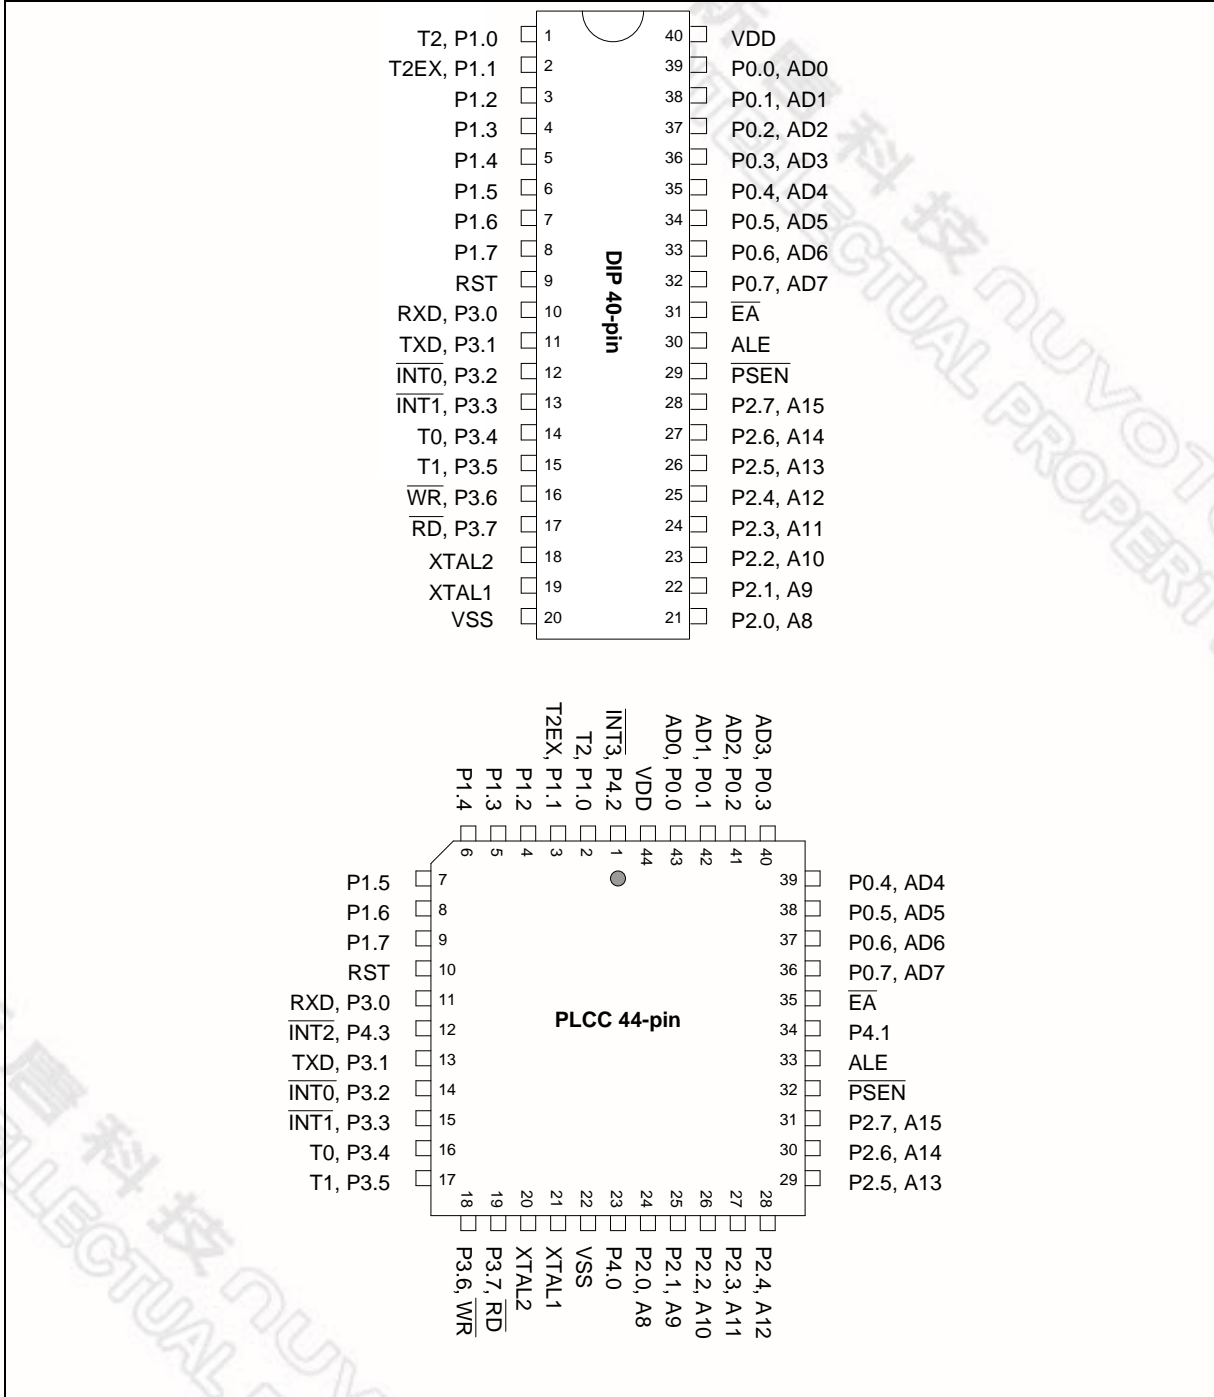 T2, P1.0 1 40 VDD
T2EX, P1.1 2 39 P0.0, AD0
P1.2 3 38 P0.1, AD1
P1.3 4 37 P0.2, AD2
P1.4 5 36 P0.3, AD3
P1.5 6 35 P0.4, AD4
P1.6 7 34 P0.5, AD5
P1.7 8 33 P0.6, AD6
RST 9 32 P0.7, AD7
RXD, P3.0 10 31 EA
TXD, P3.1 11 30 ALE
INT0, P3.2 12 29 PSEN
INT1, P3.3 13 28 P2.7, A15
T0, P3.4 14 27 P2.6, A14
T1, P3.5 15 26 P2.5, A13
WR, P3.6 16 25 P2.4, A12
RD, P3.7 17 24 P2.3, A11
XTAL2 18 23 P2.2, A10
XTAL1 19 22 P2.1, A9
VSS 20 21 P2.0, A8
DIP 40-pin
P1.4
P1.3
P1.2
T2EX, P1.1
T2, P1.0
INT3, P4.2
VDD
AD0, P0.0
AD1, P0.1
AD2, P0.2
AD3, P0.3
6 5 4 3 2 1 44 43 42 41 40
P1.5 7 39 P0.4, AD4
P1.6 8 38 P0.5, AD5
P1.7 9 37 P0.6, AD6
RST 10 36 P0.7, AD7
RXD, P3.0 11 35 EA
INT2, P4.3 12 34 P4.1
TXD, P3.1 13 33 ALE
INT0, P3.2 14 32 PSEN
INT1, P3.3 15 31 P2.7, A15
T0, P3.4 16 30 P2.6, A14
T1, P3.5 17 29 P2.5, A13
PLCC 44-pin
18 19 20 21 22 23 24 25 26 27 28
P3.6, WR
P3.7, RD
XTAL2
XTAL1
VSS
P4.0
P2.0, A8
P2.1, A9
P2.2, A10
P2.3, A11
P2.4, A12
新唐科技 nuvoTo
INTELLECTUAL PROPERT
唐科技 nuvo
LLECTUAL